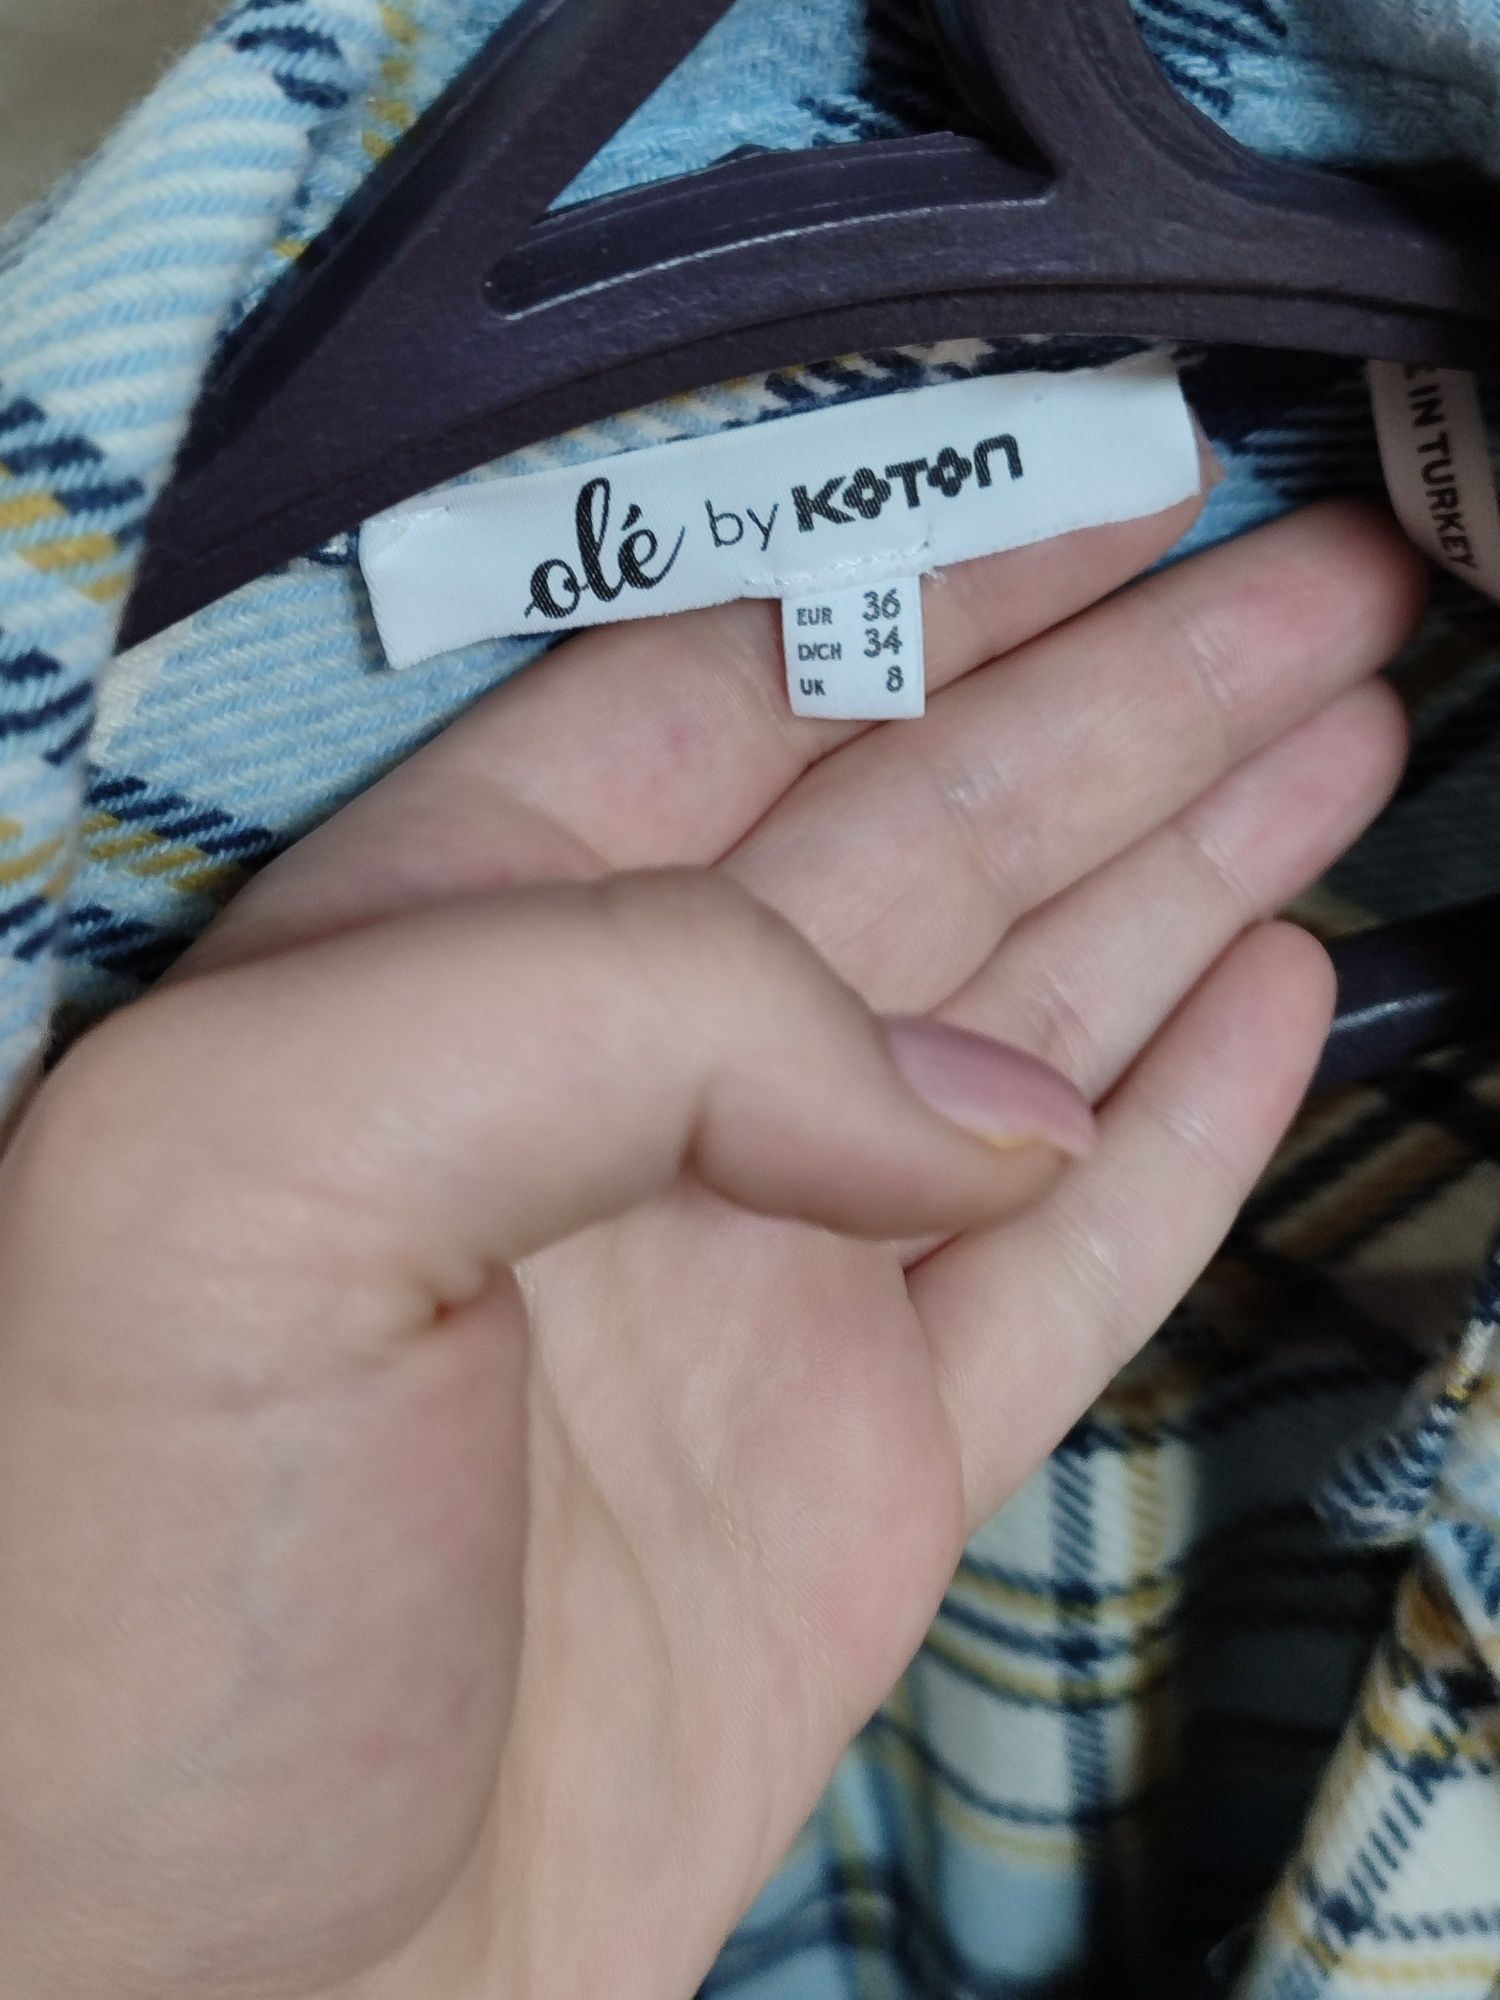 olé by KOTON
EUR 36
D/CH 34
UK 8
IN TURKEY